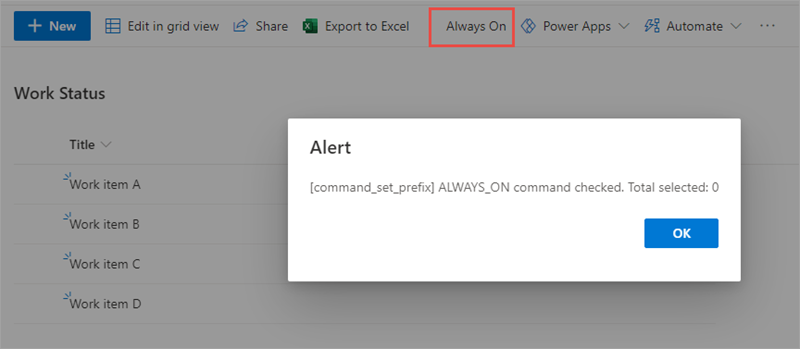 New Edit in grid view Share Export to Excel Always On Power Apps Automate ...
Work Status
Title
Alert
Work item A
[command_set_prefix] ALWAYS_ON command checked. Total selected: 0
Work item B
OK
Work item C
Work item D